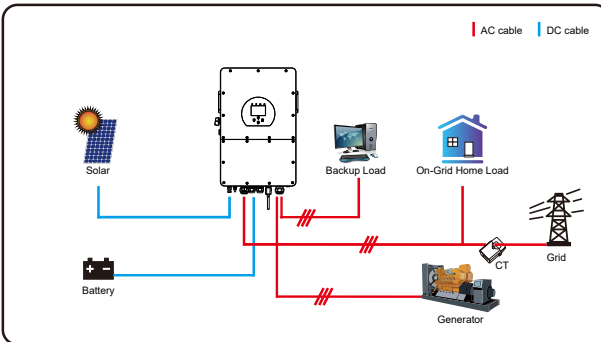 AC cable
DC cable
Solar
Backup Load
On-Grid Home Load
CT
Grid
Battery
Generator